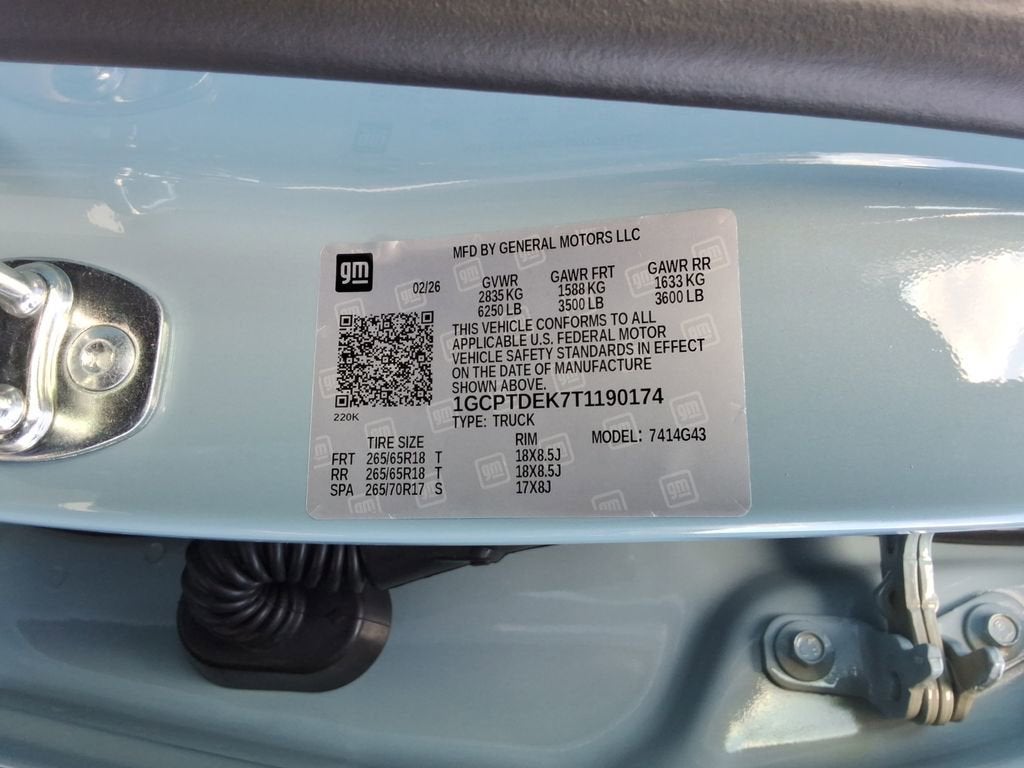 MFD BY GENERAL MOTORS LLC
gm
02/26
GVWR GAWR FRT GAWR RR
2835 KG 1588 KG 1633 KG
6250 LB 3500 LB 3600 LB
THIS VEHICLE CONFORMS TO ALL
APPLICABLE U.S. FEDERAL MOTOR
VEHICLE SAFETY STANDARDS IN EFFECT
ON THE DATE OF MANUFACTURE
SHOWN ABOVE.
220K
1GCPTDEK7T1190174
TYPE: TRUCK
MODEL: 7414G43
TIRE SIZE RIM
FRT 265/65R18 T 18X8.5J
RR 265/65R18 T 18X8.5J
SPA 265/70R17 S 17X8J